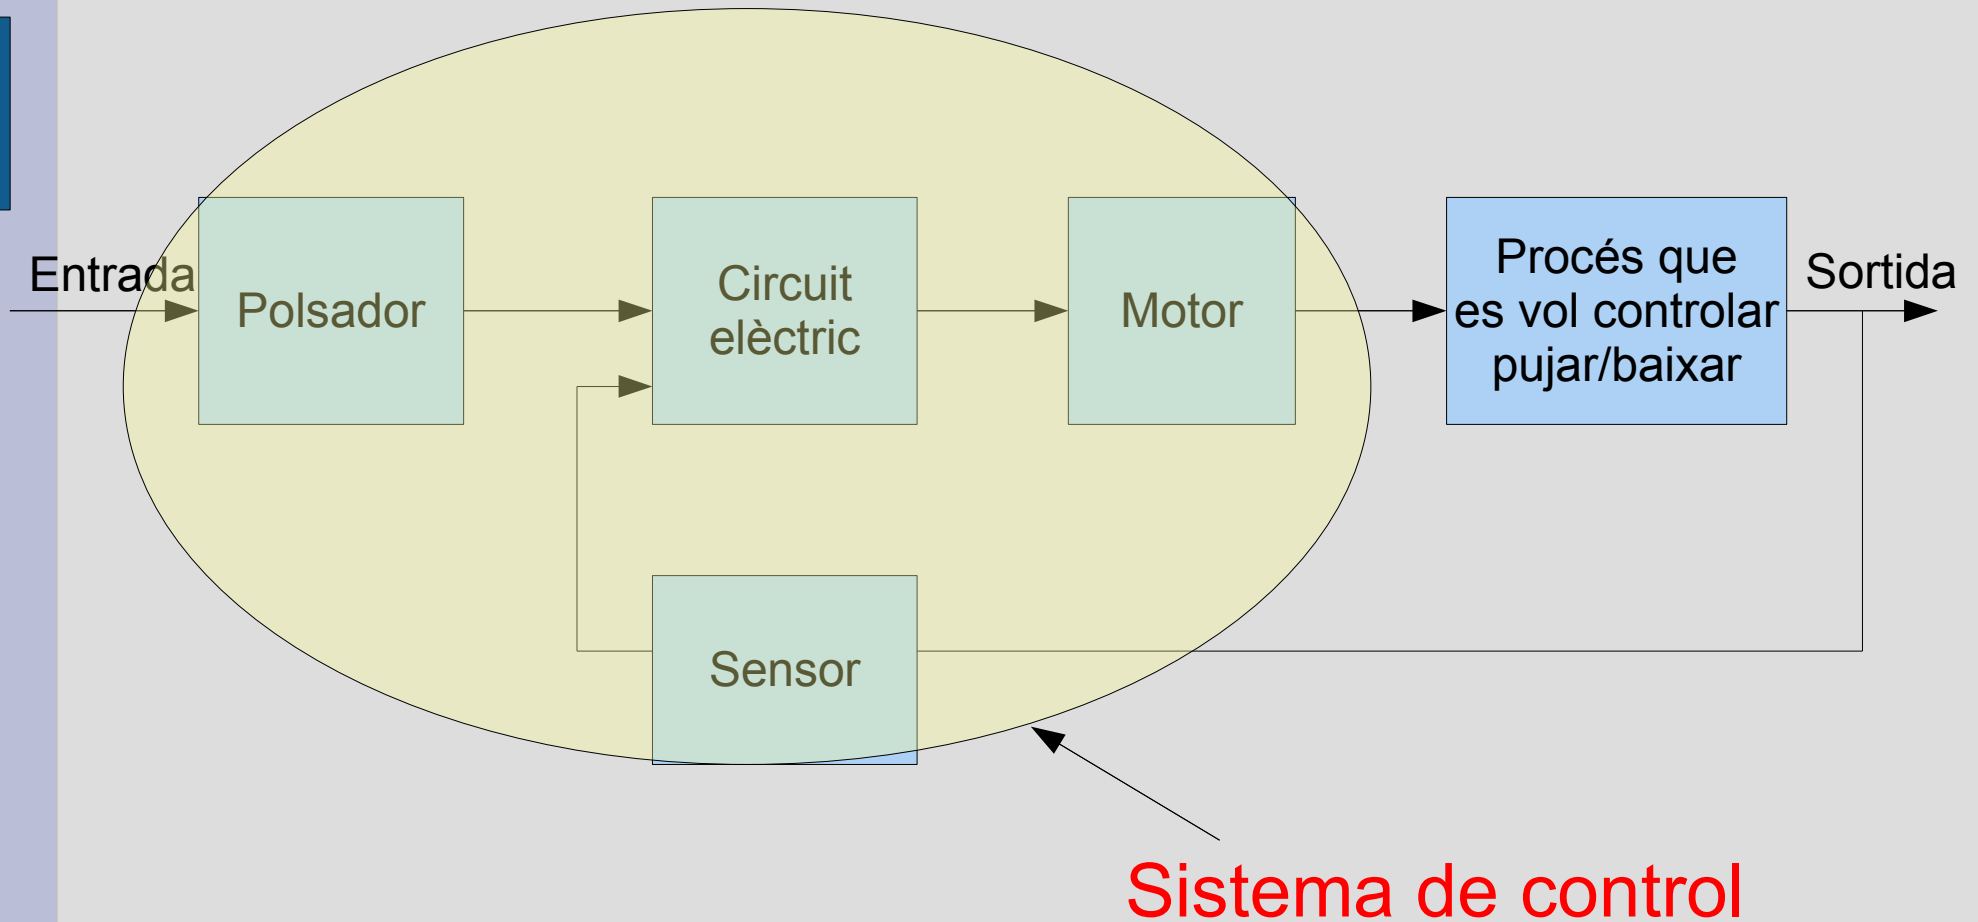 Entrada
Polsador
Circuit
elèctric
Motor
Procés que
es vol controlar
pujar/baixar
Sortida
Sensor
Sistema de control